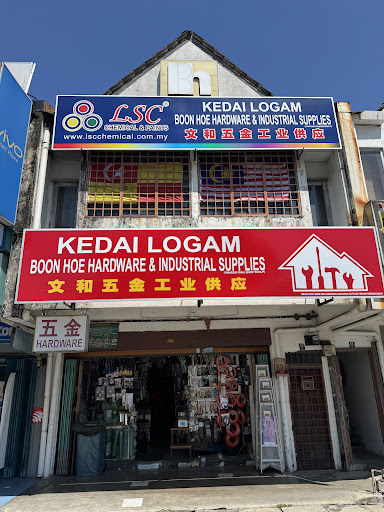 Bh
LSC®
CHEMICAL & PAINTS
www.lscchemical.com.my
KEDAI LOGAM
BOON HOE HARDWARE & INDUSTRIAL SUPPLIES
文和五金工业供应
vivo
KEDAI LOGAM
BOON HOE HARDWARE & INDUSTRIAL SUPPLIES
文和五金工业供应
五金
HARDWARE